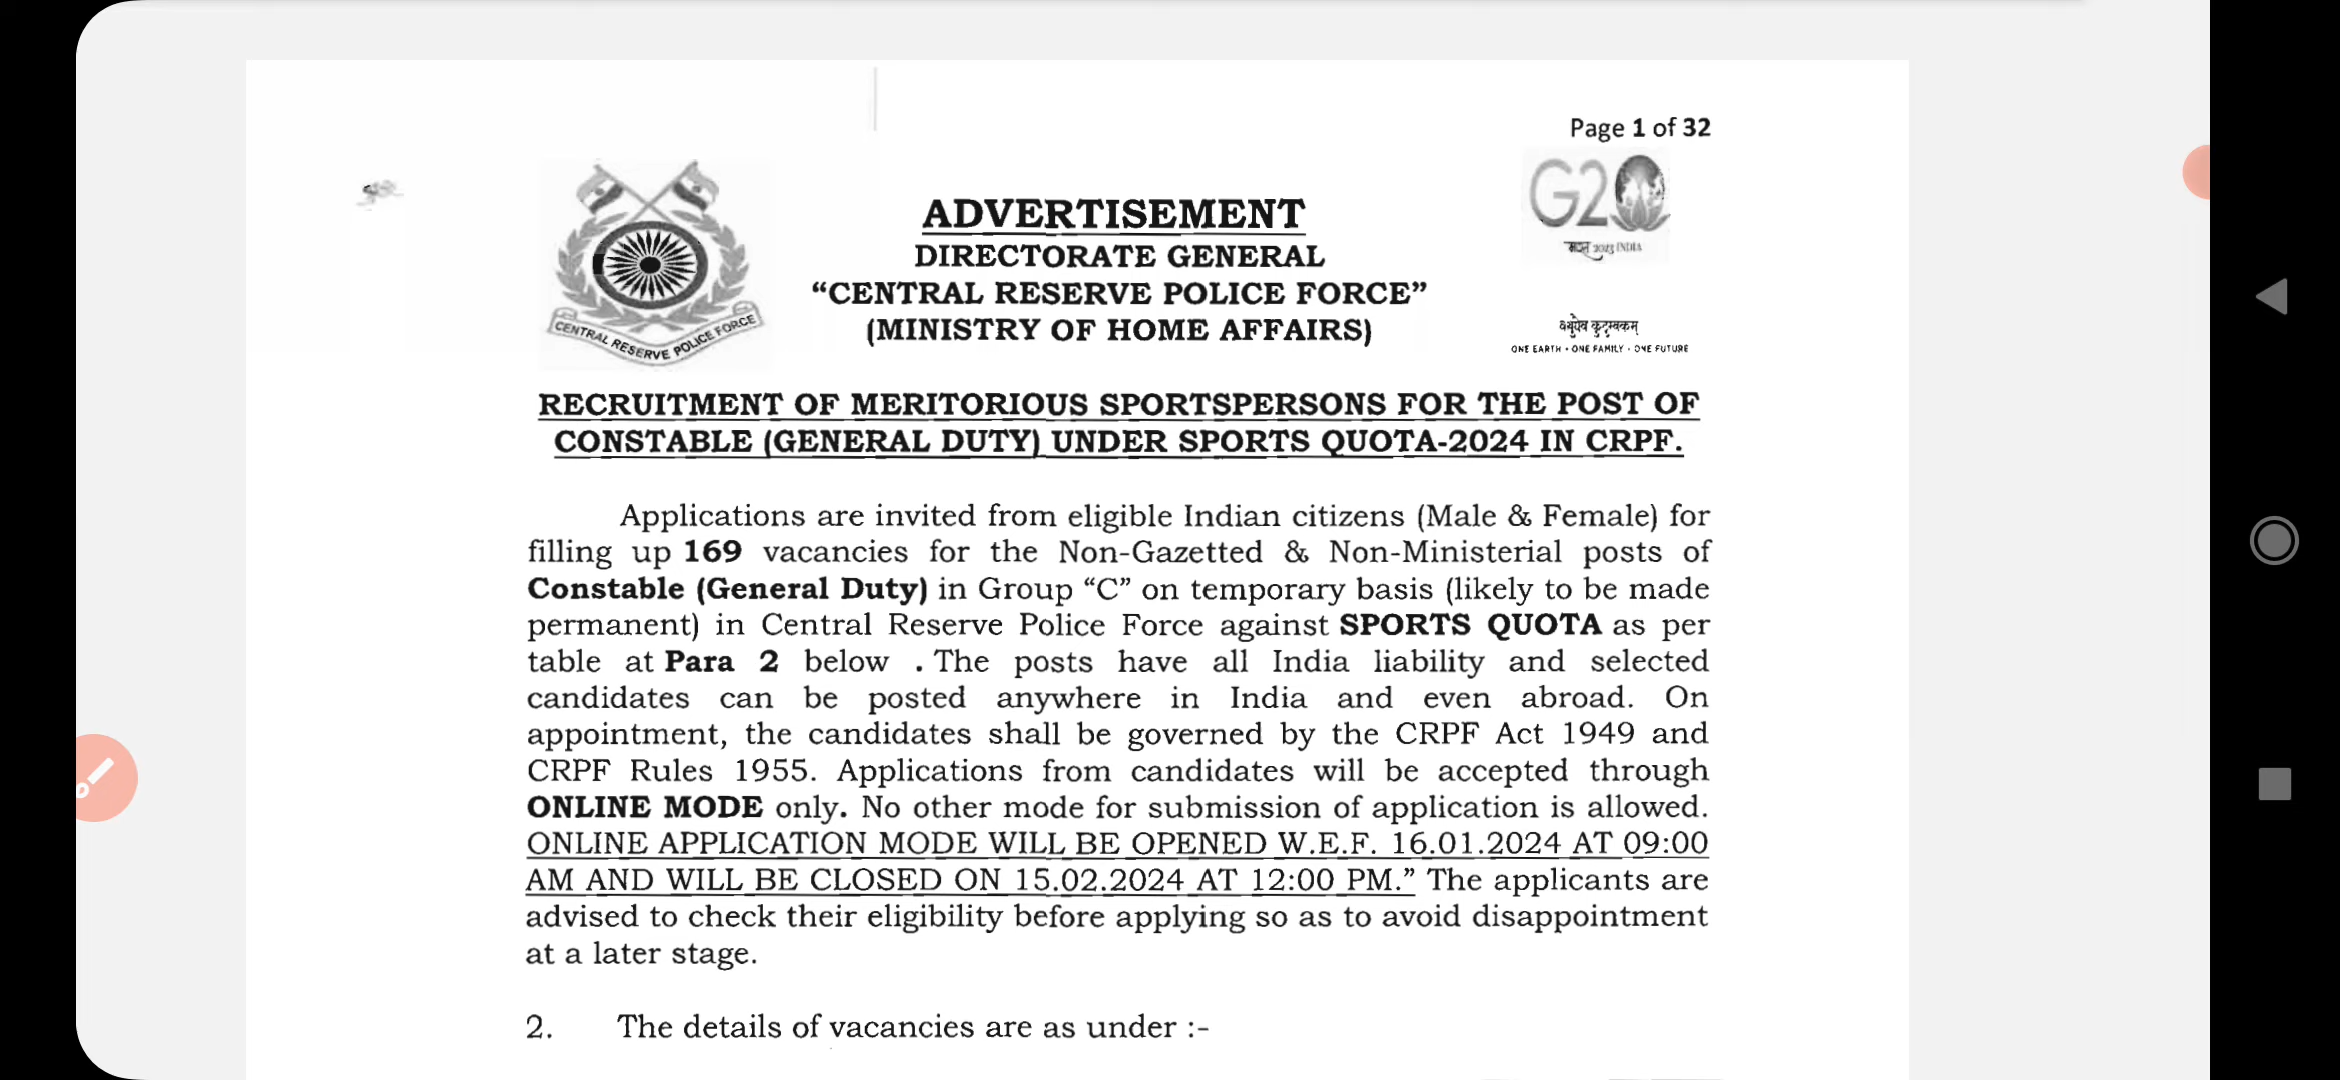 Page 1 of 32
G20
भारत 2023 INDIA
ADVERTISEMENT
DIRECTORATE GENERAL
“CENTRAL RESERVE POLICE FORCE”
(MINISTRY OF HOME AFFAIRS)
CENTRAL RESERVE POLICE FORCE
वसुधैव कुटुम्बकम्
ONE EARTH • ONE FAMILY • ONE FUTURE
RECRUITMENT OF MERITORIOUS SPORTSPERSONS FOR THE POST OF
CONSTABLE (GENERAL DUTY) UNDER SPORTS QUOTA-2024 IN CRPF.
Applications are invited from eligible Indian citizens (Male & Female) for
filling up 169 vacancies for the Non-Gazetted & Non-Ministerial posts of
Constable (General Duty) in Group “C” on temporary basis (likely to be made
permanent) in Central Reserve Police Force against SPORTS QUOTA as per
table at Para 2 below . The posts have all India liability and selected
candidates can be posted anywhere in India and even abroad. On
appointment, the candidates shall be governed by the CRPF Act 1949 and
CRPF Rules 1955. Applications from candidates will be accepted through
ONLINE MODE only. No other mode for submission of application is allowed.
ONLINE APPLICATION MODE WILL BE OPENED W.E.F. 16.01.2024 AT 09:00
AM AND WILL BE CLOSED ON 15.02.2024 AT 12:00 PM.” The applicants are
advised to check their eligibility before applying so as to avoid disappointment
at a later stage.
2. The details of vacancies are as under :-